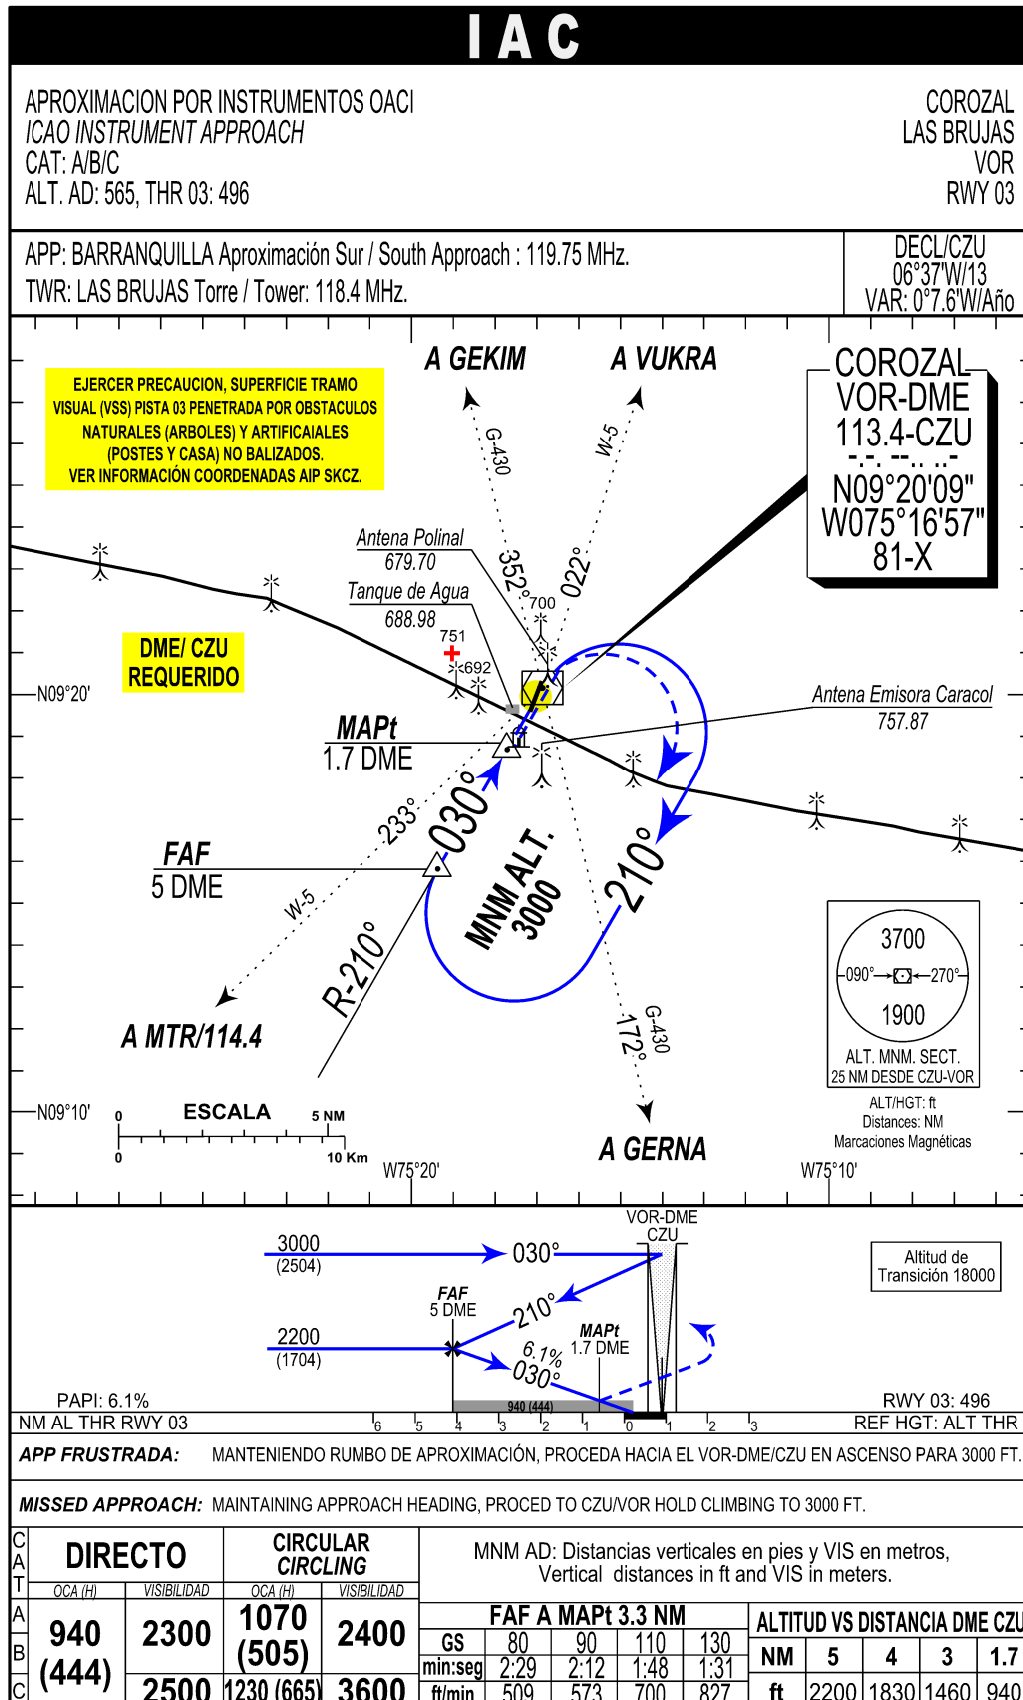 IAC
APROXIMACION POR INSTRUMENTOS OACI
ICAO INSTRUMENT APPROACH
CAT: A/B/C
ALT. AD: 565, THR 03: 496
COROZAL
LAS BRUJAS
VOR
RWY 03
APP: BARRANQUILLA Aproximación Sur / South Approach : 119.75 MHz.
TWR: LAS BRUJAS Torre / Tower: 118.4 MHz.
DECL/CZU
06°37'W/13
VAR: 0°7.6'W/Año
A GEKIM
A VUKRA
EJERCER PRECAUCION, SUPERFICIE TRAMO
VISUAL (VSS) PISTA 03 PENETRADA POR OBSTACULOS
NATURALES (ARBOLES) Y ARTIFICAIALES
(POSTES Y CASA) NO BALIZADOS.
VER INFORMACIÓN COORDENADAS AIP SKCZ.
COROZAL
VOR-DME
113.4-CZU
-.-. --.. ..-
N09°20'09"
W075°16'57"
81-X
G-430
W-5
352°
022°
Antena Polinal
679.70
Tanque de Agua
688.98
700
751
692
DME/ CZU
REQUERIDO
N09°20'
Antena Emisora Caracol
757.87
MAPt
1.7 DME
233°
030°
FAF
5 DME
MNM ALT.
3000
210°
W-5
R-210°
A MTR/114.4
G-430
172°
3700
090°
270°
1900
ALT. MNM. SECT.
25 NM DESDE CZU-VOR
ALT/HGT: ft
Distances: NM
Marcaciones Magnéticas
N09°10'
0 ESCALA 5 NM
0 10 Km
A GERNA
W75°20'
W75°10'
VOR-DME
CZU
3000
(2504)
030°
Altitud de
Transición 18000
FAF
5 DME
210°
MAPt
1.7 DME
2200
(1704)
6.1%
030°
PAPI: 6.1%
940 (444)
RWY 03: 496
NM AL THR RWY 03
6 5 4 3 2 1 0 1 2 3
REF HGT: ALT THR
APP FRUSTRADA: MANTENIENDO RUMBO DE APROXIMACIÓN, PROCEDA HACIA EL VOR-DME/CZU EN ASCENSO PARA 3000 FT.
MISSED APPROACH: MAINTAINING APPROACH HEADING, PROCED TO CZU/VOR HOLD CLIMBING TO 3000 FT.
CAT
DIRECTO
CIRCULAR
CIRCLING
OCA (H) VISIBILIDAD OCA (H) VISIBILIDAD
MNM AD: Distancias verticales en pies y VIS en metros,
Vertical distances in ft and VIS in meters.
A
B
C
940
(444)
2300
1070
(505)
2400
2500
1230 (665)
3600
FAF A MAPt 3.3 NM
GS 80 90 110 130
min:seg 2:29 2:12 1:48 1:31
ft/min 509 573 700 827
ALTITUD VS DISTANCIA DME CZU
NM 5 4 3 1.7
ft 2200 1830 1460 940